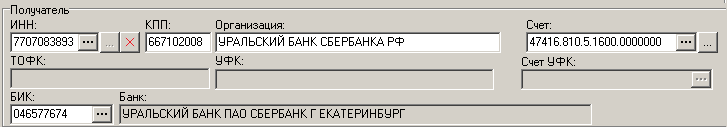 Получатель
ИНН: КПП: Организация: Счет:
7707083893 ... ... 667102008 УРАЛЬСКИЙ БАНК СБЕРБАНКА РФ 47416.810.5.1600.0000000 ... ...
ТОФК: УФК: Счет УФК:
...
БИК: Банк:
046577674 ... УРАЛЬСКИЙ БАНК ПАО СБЕРБАНК Г ЕКАТЕРИНБУРГ